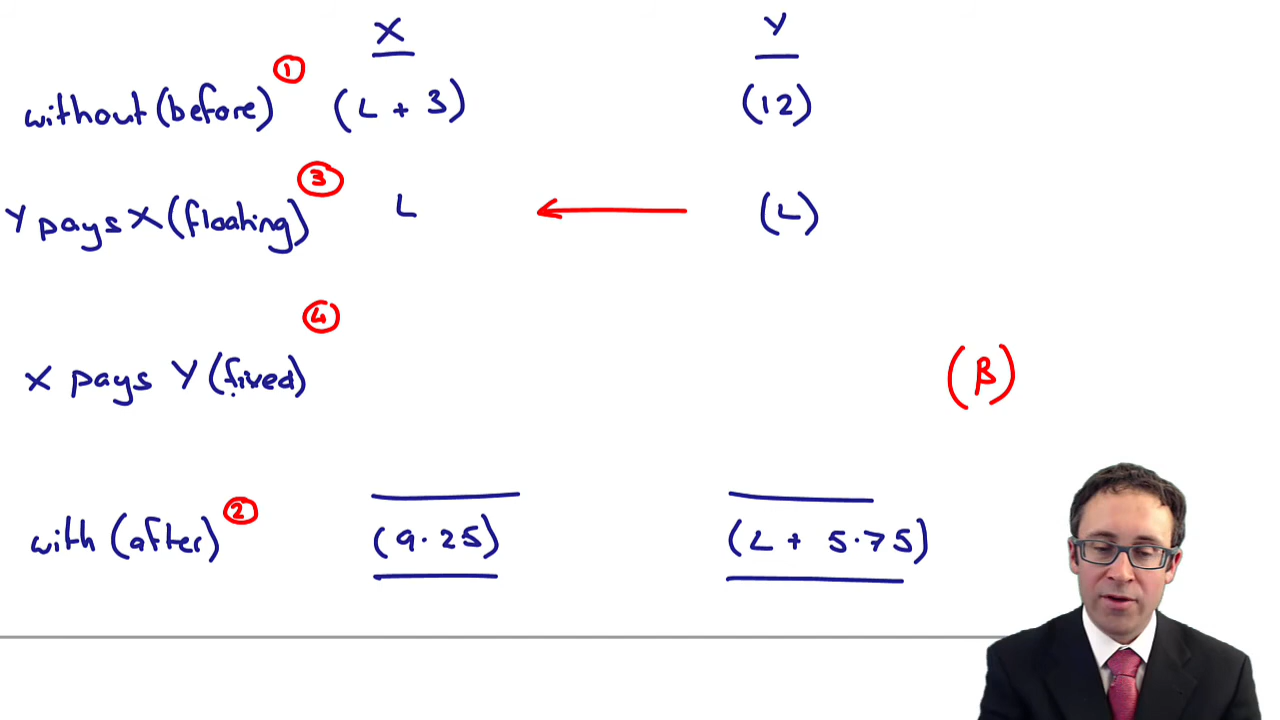 X Y
without (before) ① (L + 3) (12)
Y pays X (floating) ③ L (L)
X pays Y (fixed) ④ (B)
with (after) ② (9.25) (L + 5.75)